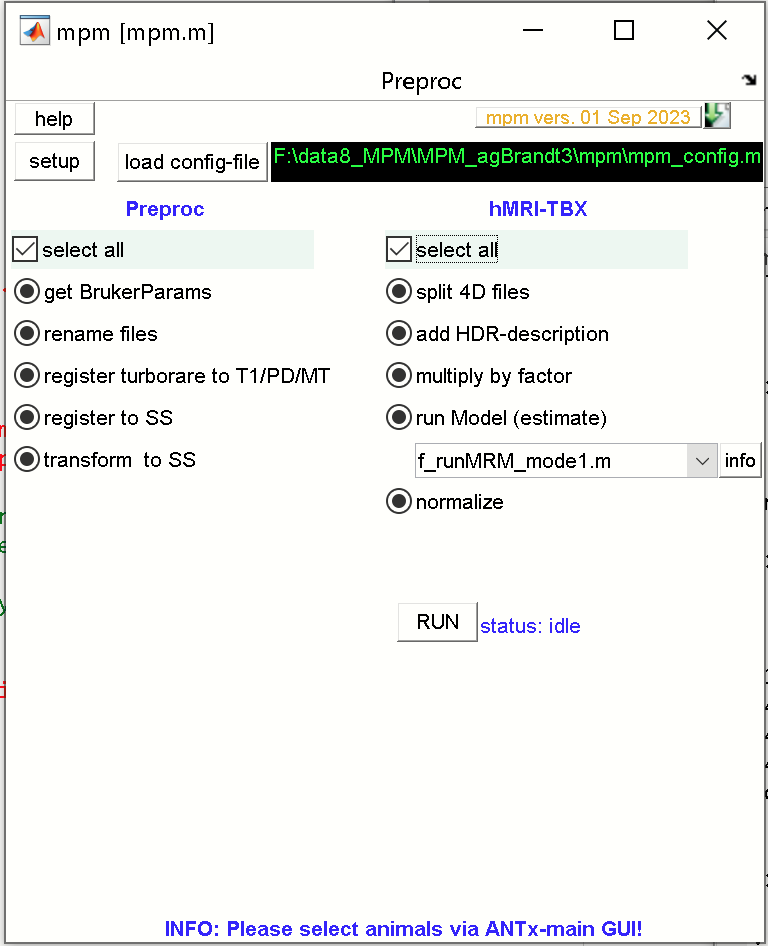 mpm [mpm.m]
Preproc
help
mpm vers. 01 Sep 2023
setup
load config-file
F:\data8_MPM\MPM_agBrandt3\mpm\mpm_config.m
Preproc
hMRI-TBX
select all
select all
get BrukerParams
split 4D files
rename files
add HDR-description
register turborare to T1/PD/MT
multiply by factor
register to SS
run Model (estimate)
transform  to SS
f_runMRM_mode1.m
info
normalize
RUN
status: idle
INFO: Please select animals via ANTx-main GUI!